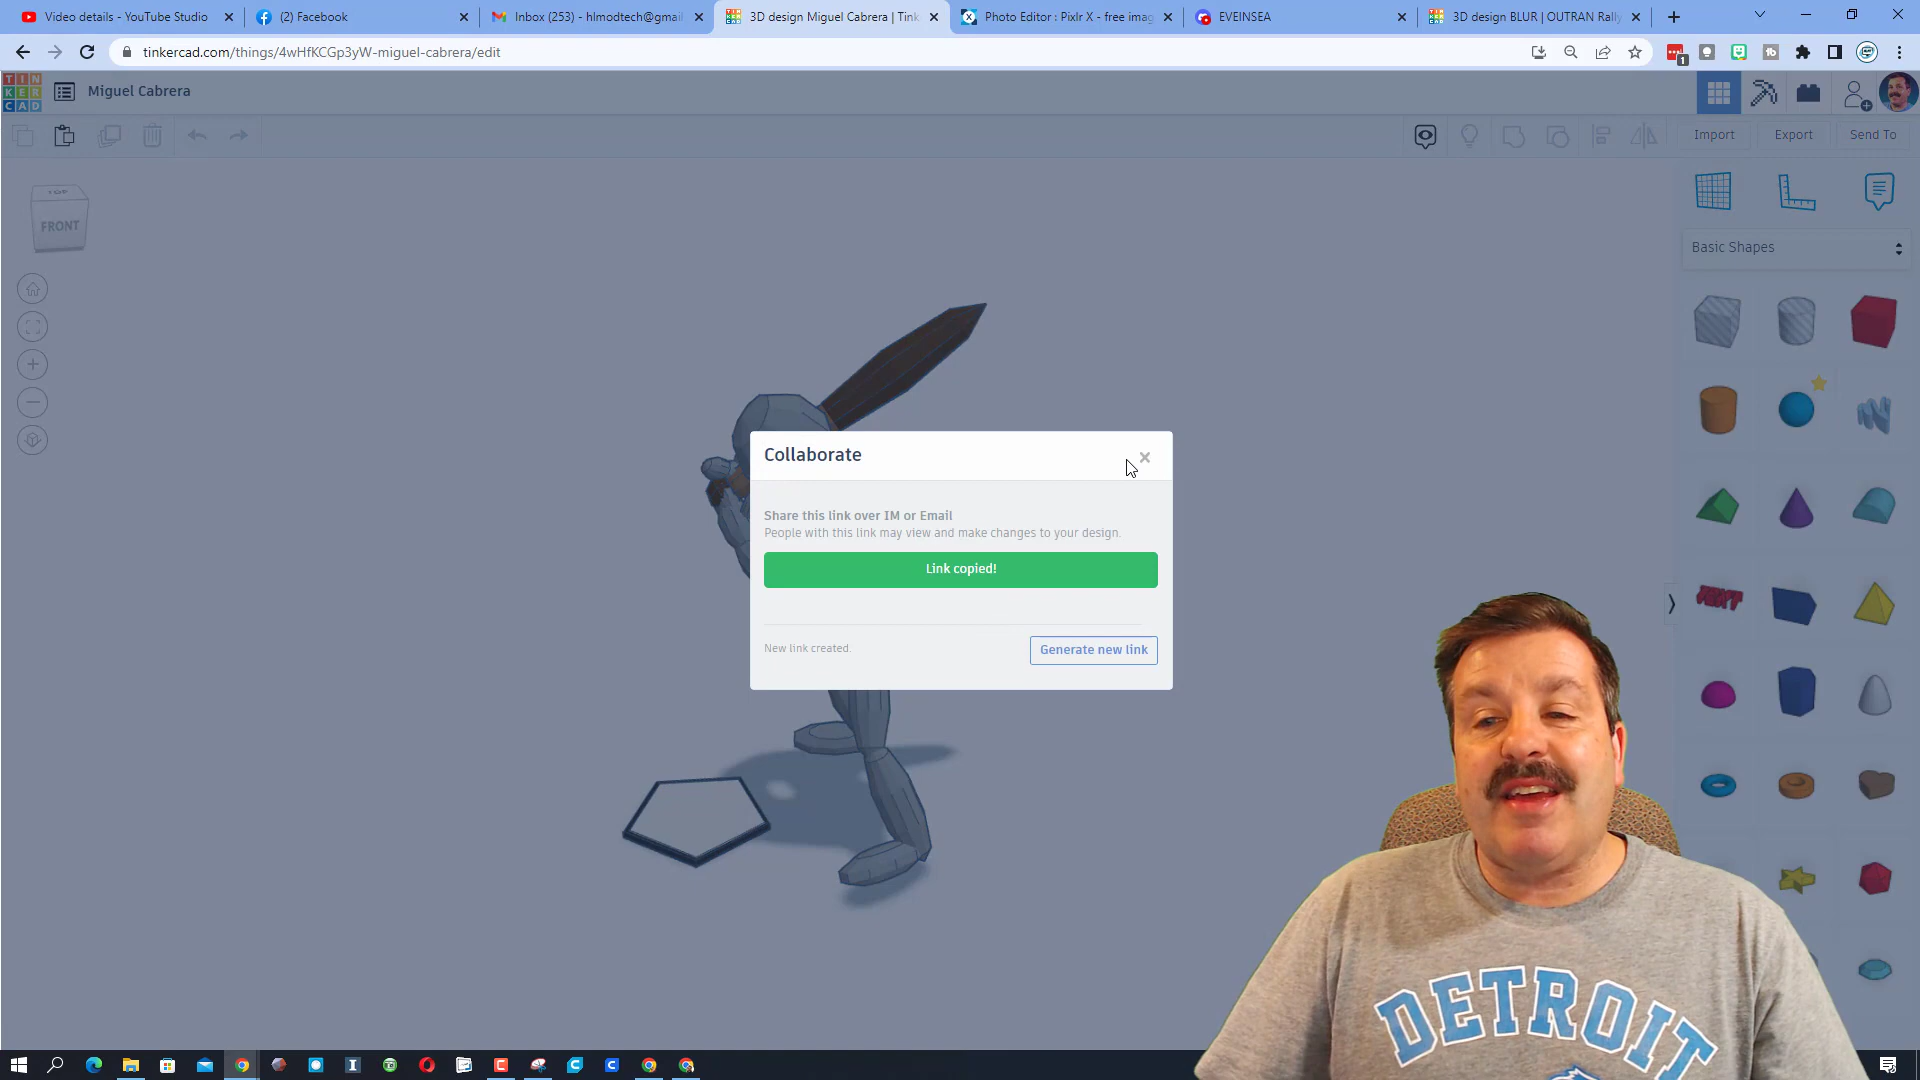 Video details - YouTube Studio
(2) Facebook
Inbox (253) - hlmodtech@gmail
3D design Miguel Cabrera | Tink
Photo Editor : Pixlr X - free imag
EVEINSEA
3D design BLUR | OUTRAN Rally
tinkercad.com/things/4wHfKCGp3yW-miguel-cabrera/edit
1
TIN
KER
CAD
Miguel Cabrera
Import
Export
Send To
TOP
FRONT
Basic Shapes
TEXT
Collaborate
Share this link over IM or Email
People with this link may view and make changes to your design.
Link copied!
New link created.
Generate new link
DETROIT